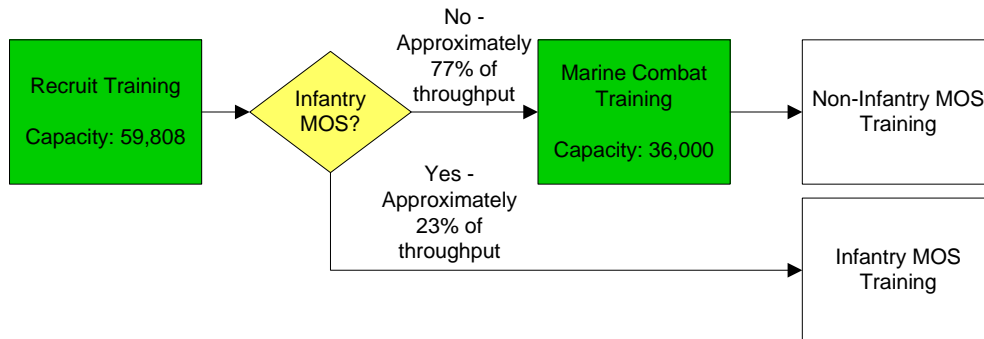 Recruit Training
Capacity: 59,808
Infantry
MOS?
No -
Approximately
77% of
throughput
Marine Combat
Training
Capacity: 36,000
Non-Infantry MOS
Training
Yes -
Approximately
23% of
throughput
Infantry MOS
Training